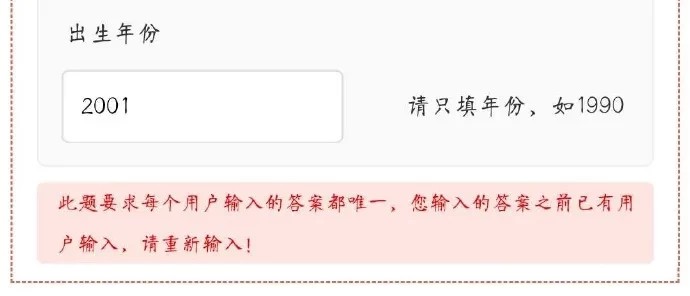 出生年份
2001
请只填年份，如1990
此题要求每个用户输入的答案都唯一，您输入的答案之前已有用
户输入，请重新输入！